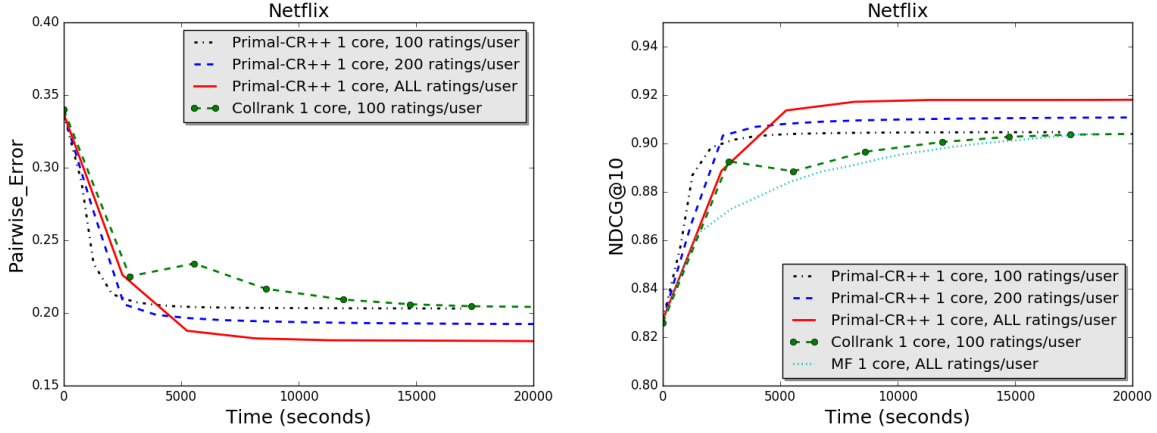 Netflix
0.40
0.35
0.30
0.25
0.20
0.15
Pairwise_Error
Primal-CR++ 1 core, 100 ratings/user
Primal-CR++ 1 core, 200 ratings/user
Primal-CR++ 1 core, ALL ratings/user
Collrank 1 core, 100 ratings/user
0 5000 10000 15000 20000
Time (seconds)
Netflix
0.94
0.92
0.90
0.88
0.86
0.84
0.82
0.80
NDCG@10
Primal-CR++ 1 core, 100 ratings/user
Primal-CR++ 1 core, 200 ratings/user
Primal-CR++ 1 core, ALL ratings/user
Collrank 1 core, 100 ratings/user
MF 1 core, ALL ratings/user
0 5000 10000 15000 20000
Time (seconds)